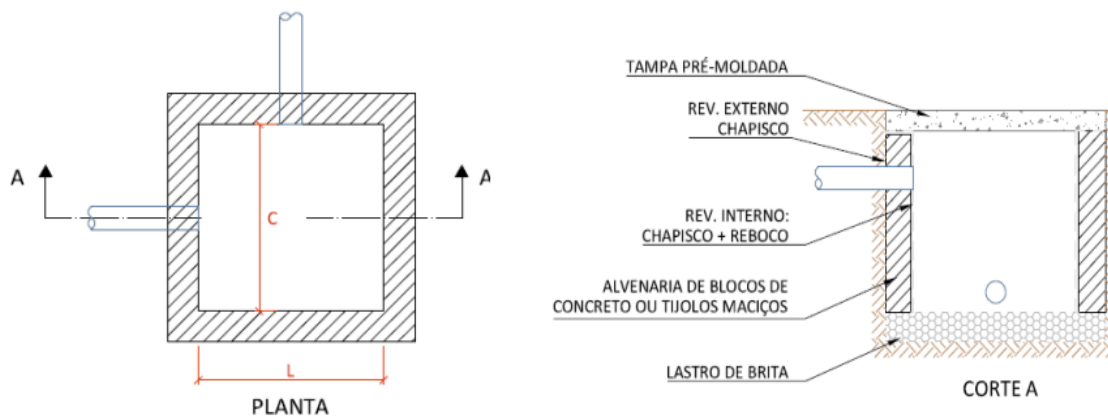 A
A
C
L
PLANTA
TAMPA PRÉ-MOLDADA
REV. EXTERNO
CHAPISCO
REV. INTERNO:
CHAPISCO + REBOCO
ALVENARIA DE BLOCOS DE
CONCRETO OU TIJOLOS MACIÇOS
LASTRO DE BRITA
CORTE A